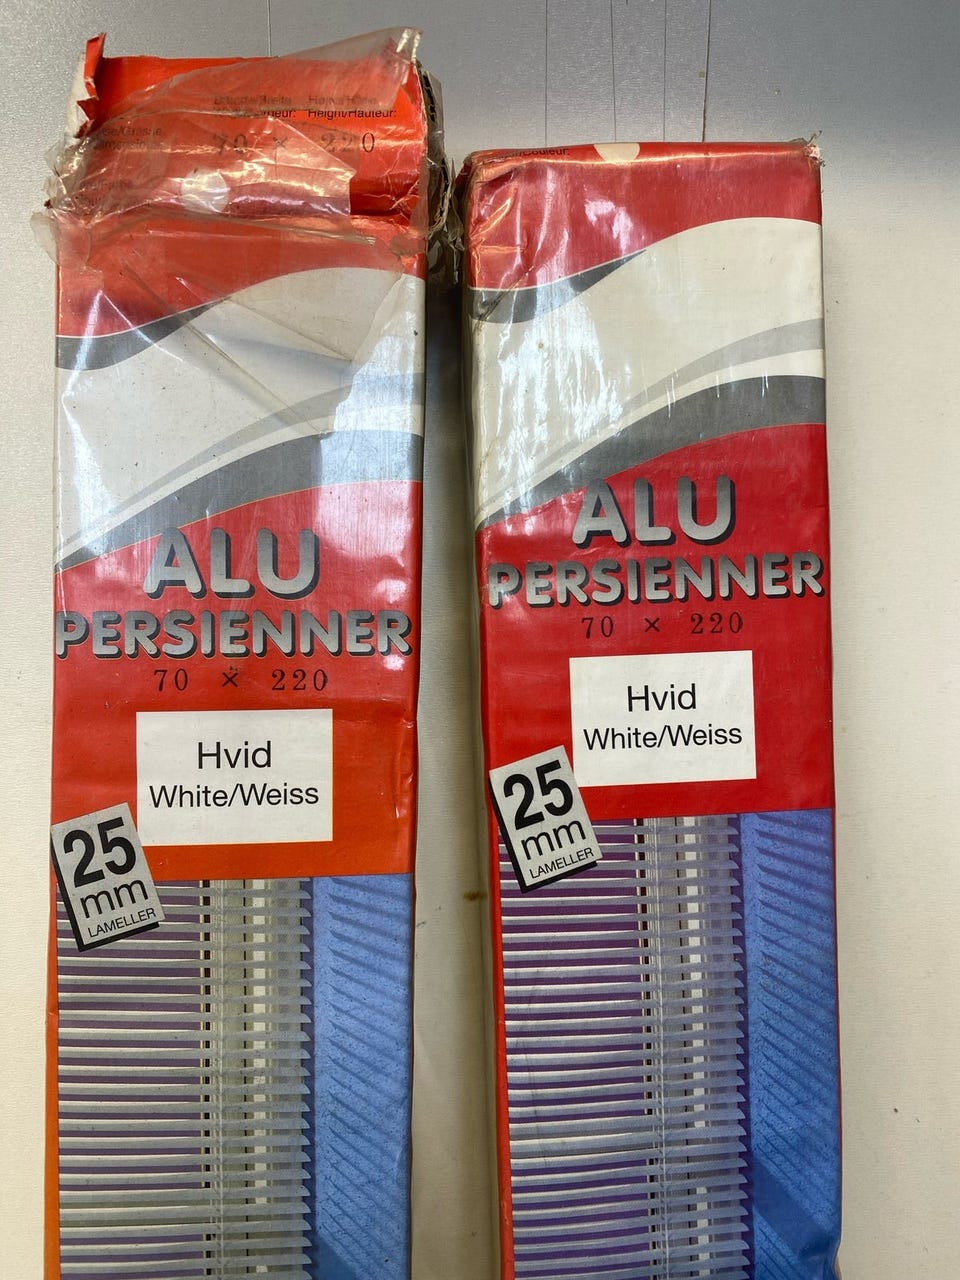 Height/Hauteur:
70 × 220
ALU
PERSIENNER
70 × 220
Hvid
White/Weiss
25
mm
LAMELLER
ALU
PERSIENNER
70 × 220
Hvid
White/Weiss
25
mm
LAMELLER